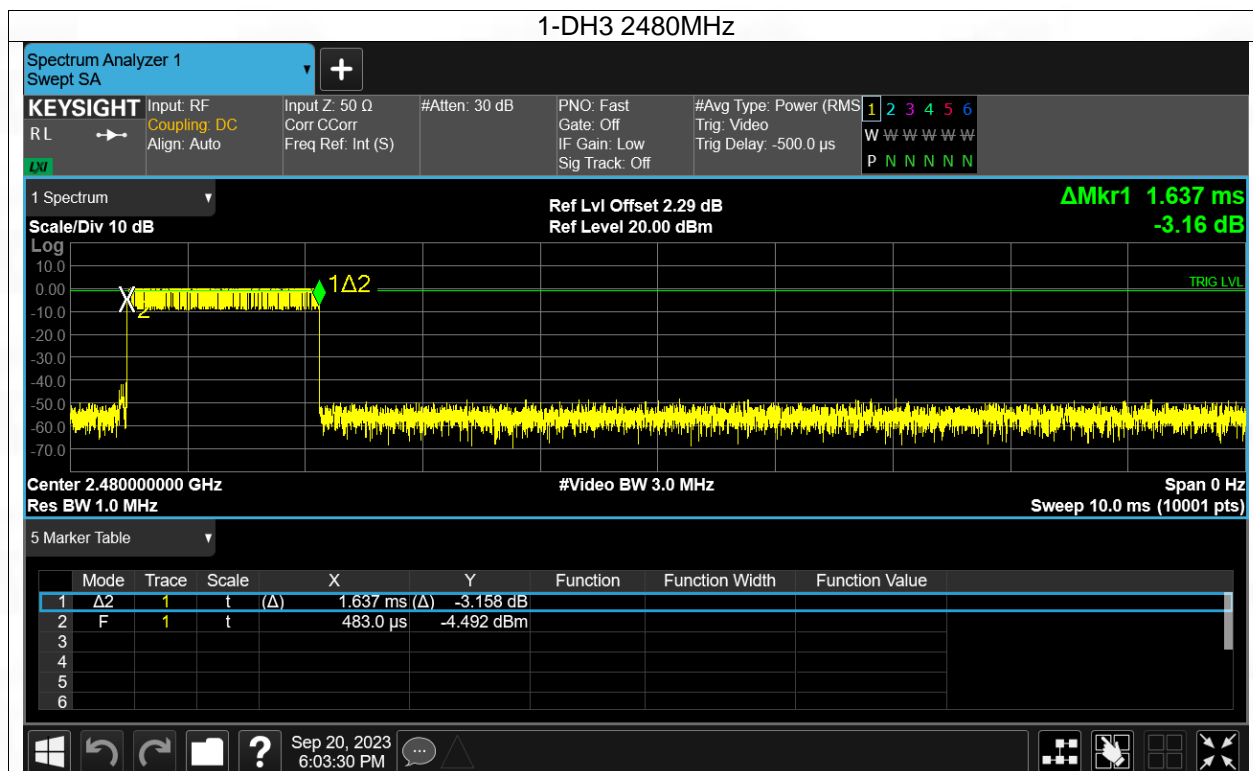 1-DH3 2480MHz
Spectrum Analyzer 1
Swept SA
+
KEYSIGHT
R L
LXI
Input: RF
Coupling: DC
Align: Auto
Input Z: 50 Ω
Corr CCorr
Freq Ref: Int (S)
#Atten: 30 dB
PNO: Fast
Gate: Off
IF Gain: Low
Sig Track: Off
#Avg Type: Power (RMS
Trig: Video
Trig Delay: -500.0 µs
1 2 3 4 5 6
W W W W W W
P N N N N N
1 Spectrum
Scale/Div 10 dB
Ref Lvl Offset 2.29 dB
Ref Level 20.00 dBm
ΔMkr1 1.637 ms
-3.16 dB
Log
10.0
0.00
-10.0
-20.0
-30.0
-40.0
-50.0
-60.0
-70.0
1Δ2
2
TRIG LVL
Center 2.480000000 GHz
#Video BW 3.0 MHz
Span 0 Hz
Res BW 1.0 MHz
Sweep 10.0 ms (10001 pts)
5 Marker Table
Mode Trace Scale X Y Function Function Width Function Value
1 Δ2 1 t (Δ) 1.637 ms (Δ) -3.158 dB
2 F 1 t 483.0 µs -4.492 dBm
3
4
5
6
?
Sep 20, 2023
6:03:30 PM